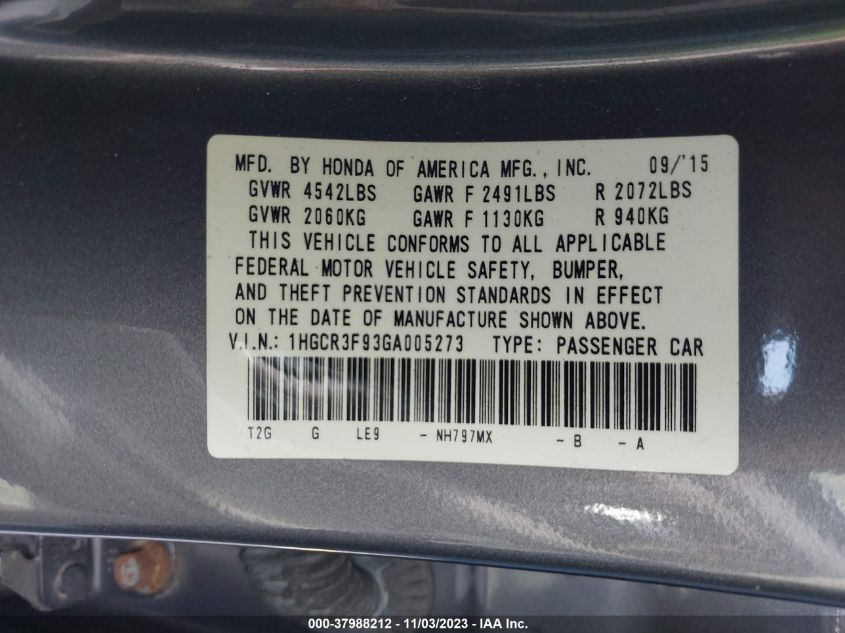 MFD. BY HONDA OF AMERICA MFG., INC. 09/'15
GVWR 4542LBS GAWR F 2491LBS R 2072LBS
GVWR 2060KG GAWR F 1130KG R 940KG
THIS VEHICLE CONFORMS TO ALL APPLICABLE
FEDERAL MOTOR VEHICLE SAFETY, BUMPER,
AND THEFT PREVENTION STANDARDS IN EFFECT
ON THE DATE OF MANUFACTURE SHOWN ABOVE.
V.I.N.: 1HGCR3F93GA005273 TYPE: PASSENGER CAR
T2G G LE9 - NH797MX - B - A
000-37988212 - 11/03/2023 - IAA Inc.